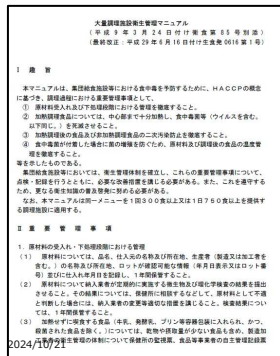 大量調理施設衛生管理マニュアル
（平成９年３月２４日付け衛食第８５号別添）
（最終改正：平成２９年６月１６日付け生食発０６１６第１号）
Ⅰ 趣 旨
本マニュアルは、集団給食施設等における食中毒を予防するために、ＨＡＣＣＰの概念
に基づき、調理過程における重要管理事項として、
① 原材料受入れ及び下処理段階における管理を徹底すること。
② 加熱調理食品については、中心部まで十分加熱し、食中毒菌等（ウイルスを含む。
以下同じ。）を死滅させること。
③ 加熱調理後の食品及び非加熱調理食品の二次汚染防止を徹底すること。
④ 食中毒菌が付着した場合に菌の増殖を防ぐため、原材料及び調理後の食品の温度管
理を徹底すること。
等を示したものである。
集団給食施設等においては、衛生管理体制を確立し、これらの重要管理事項について、
点検・記録を行うとともに、必要な改善措置を講じる必要がある。また、これを遵守するた
め、更なる衛生知識の普及啓発に努める必要がある。
なお、本マニュアルは同一メニューを１回３００食以上又は１日７５０食以上を提供す
る調理施設に適用する。
Ⅱ 重 要 管 理 事 項
１．原材料の受入れ・下処理段階における管理
（１） 原材料については、品名、仕入元の名称及び所在地、生産者（製造又は加工者を
含む。）の名称及び所在地、ロットが確認可能な情報（年月日表示又はロット番
号）並びに仕入れ年月日を記録し、１年間保管すること。
（２） 原材料について納入業者が定期的に実施する微生物及び理化学検査の結果を提出
させること。その結果については、保健所に相談するなどして、原材料として不適
と判断した場合には、納入業者の変更等適切な措置を講じること。検査結果につい
ては、１年間保管すること。
（３） 加熱せずに喫食する食品（牛乳、発酵乳、プリン等容器包装に入れられ、かつ、
殺菌された食品を除く。）については、乾物や摂取量が少ない食品も含め、製造加
工業者の衛生管理の体制について保健所の監視票、食品等事業者の自主管理記録票
2024/10/21